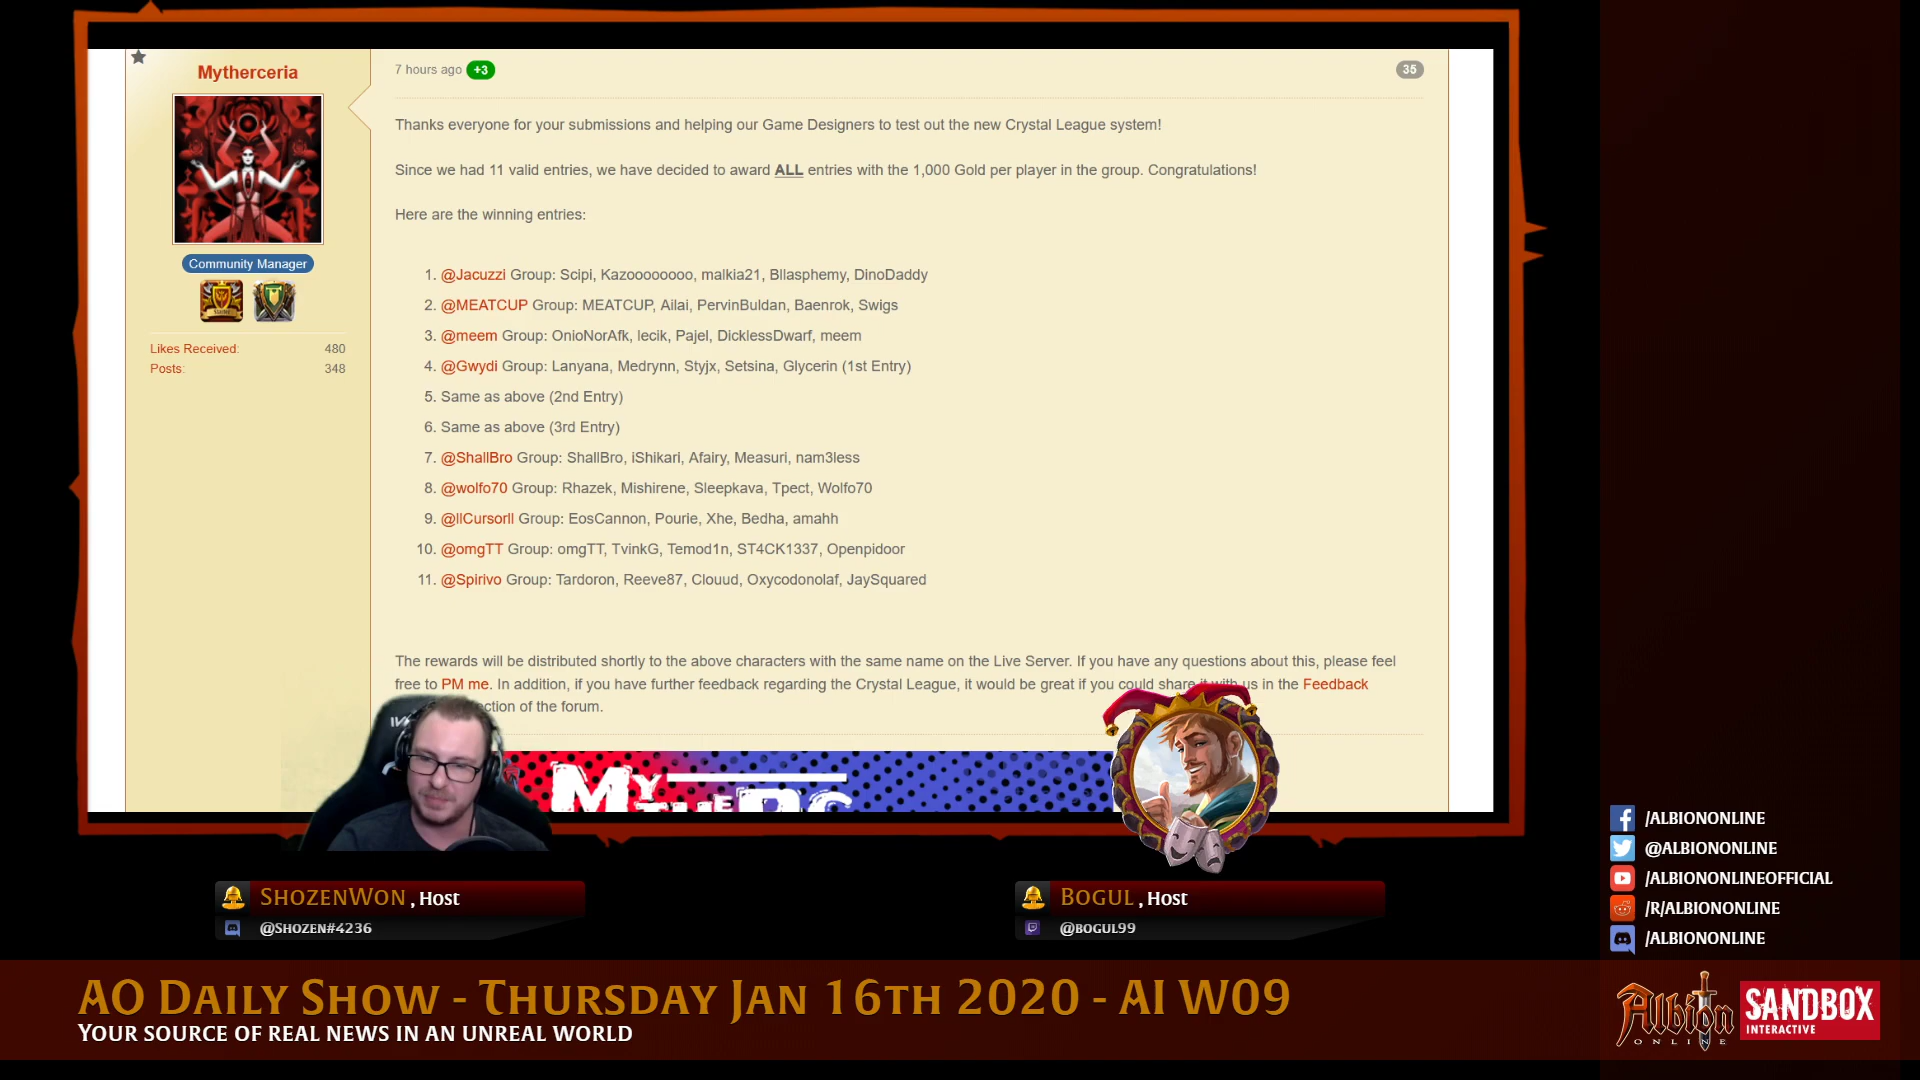 Mytherceria
7 hours ago +3
35
Thanks everyone for your submissions and helping our Game Designers to test out the new Crystal League system!
Since we had 11 valid entries, we have decided to award ALL entries with the 1,000 Gold per player in the group. Congratulations!
Here are the winning entries:
Community Manager
Likes Received: 480
Posts: 348
1. @Jacuzzi Group: Scipi, Kazoooooooo, malkia21, Bllasphemy, DinoDaddy
2. @MEATCUP Group: MEATCUP, Ailai, PervinBuldan, Baenrok, Swigs
3. @meem Group: OnioNorAfk, lecik, Pajel, DicklessDwarf, meem
4. @Gwydi Group: Lanyana, Medrynn, Styjx, Setsina, Glycerin (1st Entry)
5. Same as above (2nd Entry)
6. Same as above (3rd Entry)
7. @ShallBro Group: ShallBro, iShikari, Afairy, Measuri, nam3less
8. @wolfo70 Group: Rhazek, Mishirene, Sleepkava, Tpect, Wolfo70
9. @llCursorll Group: EosCannon, Pourie, Xhe, Bedha, amahh
10. @omgTT Group: omgTT, TvinkG, Temod1n, ST4CK1337, Openpidoor
11. @Spirivo Group: Tardoron, Reeve87, Clouud, Oxycodonolaf, JaySquared
The rewards will be distributed shortly to the above characters with the same name on the Live Server. If you have any questions about this, please feel
free to PM me. In addition, if you have further feedback regarding the Crystal League, it would be great if you could share it with us in the Feedback
ction of the forum.
SHOZENWON, HOST
@SHOZEN#4236
BOGUL, HOST
@BOGUL99
/ALBIONONLINE
@ALBIONONLINE
/ALBIONONLINEOFFICIAL
/R/ALBIONONLINE
/ALBIONONLINE
AO DAILY SHOW - THURSDAY JAN 16TH 2020 - AI W09
YOUR SOURCE OF REAL NEWS IN AN UNREAL WORLD
Albion
ONLINE
SANDBOX
INTERACTIVE